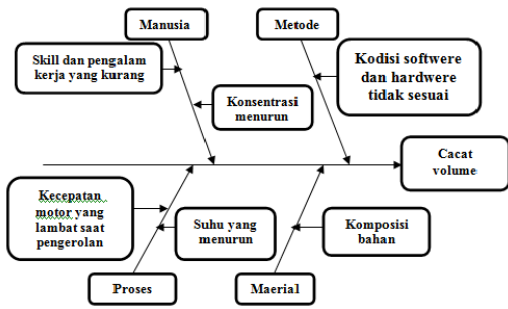 Manusia
Metode
Skill dan pengalam
kerja yang kurang
Kodisi softwere
dan hardwere
tidak sesuai
Konsentrasi
menurun
Cacat
volume
Kecepatan
motor yang
lambat saat
pengerolan
Suhu yang
menurun
Komposisi
bahan
Proses
Maerial